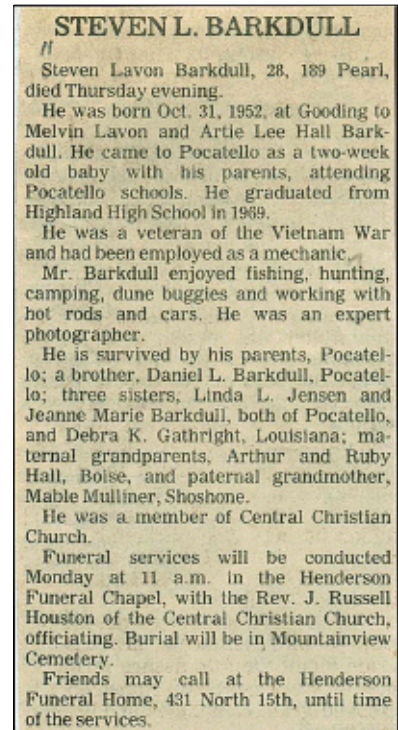 STEVEN L. BARKDULL
Steven Lavon Barkdull, 28, 189 Pearl,
died Thursday evening.
He was born Oct. 31, 1952, at Gooding to
Melvin Lavon and Artie Lee Hall Bark-
dull. He came to Pocatello as a two-week
old baby with his parents, attending
Pocatello schools. He graduated from
Highland High School in 1969.
He was a veteran of the Vietnam War
and had been employed as a mechanic.
Mr. Barkdull enjoyed fishing, hunting,
camping, dune buggies and working with
hot rods and cars. He was an expert
photographer.
He is survived by his parents, Pocatel-
lo; a brother, Daniel L. Barkdull, Pocatel-
lo; three sisters, Linda L. Jensen and
Jeanne Marie Barkdull, both of Pocatello,
and Debra K. Gathright, Louisiana; ma-
ternal grandparents, Arthur and Ruby
Hall, Boise, and paternal grandmother,
Mable Mulliner, Shoshone.
He was a member of Central Christian
Church.
Funeral services will be conducted
Monday at 11 a.m. in the Henderson
Funeral Chapel, with the Rev. J. Russell
Houston of the Central Christian Church,
officiating. Burial will be in Mountainview
Cemetery.
Friends may call at the Henderson
Funeral Home, 431 North 15th, until time
of the services.